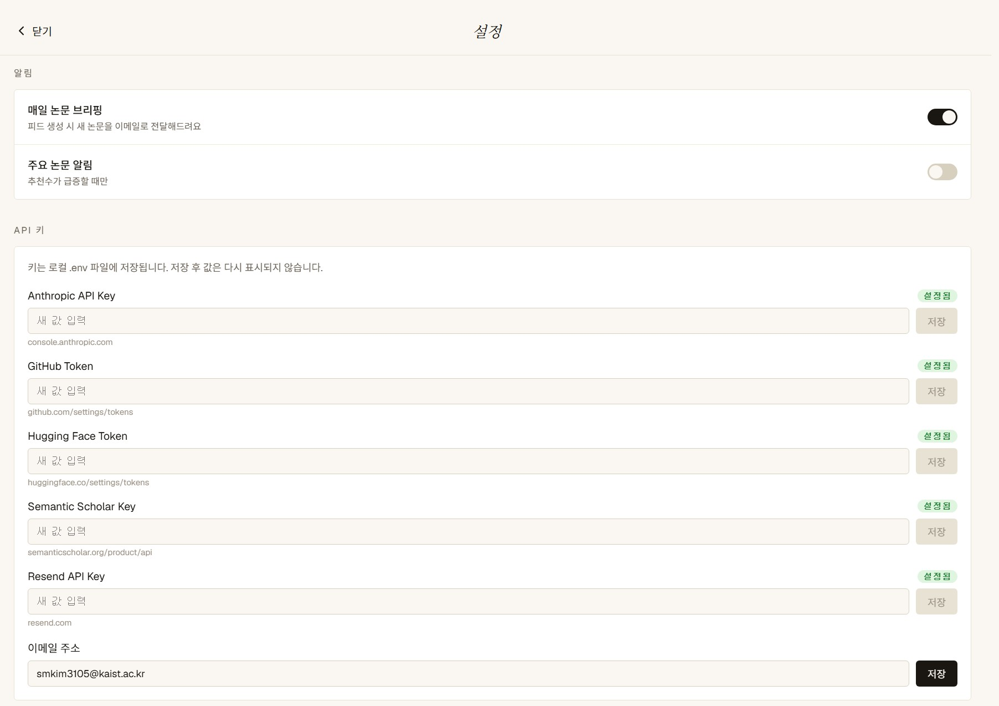 닫기
설정
알림
매일 논문 브리핑
피드 생성 시 새 논문을 이메일로 전달해드려요
주요 논문 알림
추천수가 급증할 때만
API 키
키는 로컬 .env 파일에 저장됩니다. 저장 후 값은 다시 표시되지 않습니다.
Anthropic API Key
설정됨
새 값 입력
저장
console.anthropic.com
GitHub Token
설정됨
새 값 입력
저장
github.com/settings/tokens
Hugging Face Token
설정됨
새 값 입력
저장
huggingface.co/settings/tokens
Semantic Scholar Key
설정됨
새 값 입력
저장
semanticscholar.org/product/api
Resend API Key
설정됨
새 값 입력
저장
resend.com
이메일 주소
smkim3105@kaist.ac.kr
저장